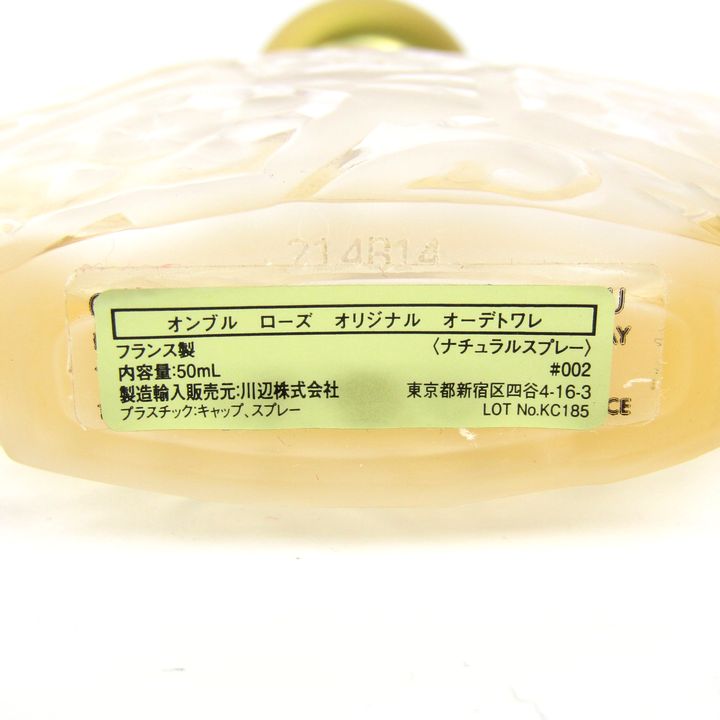 214B14
オンブル ローズ オリジナル オーデトワレ
フランス製 〈ナチュラルスプレー〉
内容量:50mL #002
製造輸入販売元:川辺株式会社 東京都新宿区四谷4-16-3
プラスチック:キャップ、スプレー LOT No.KC185